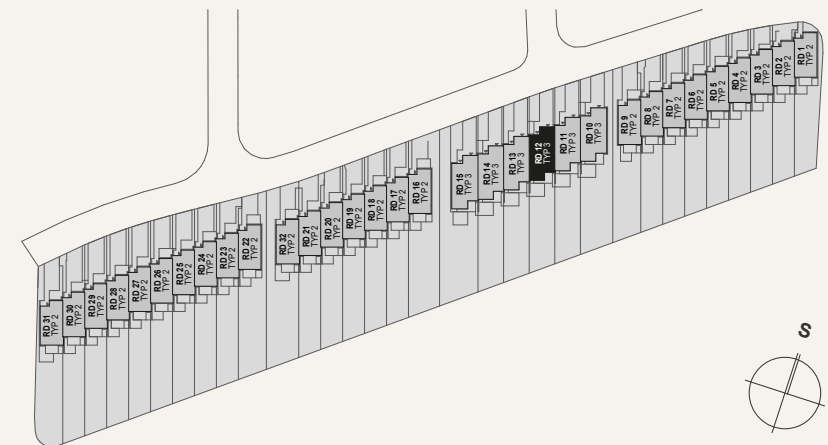 RD 1
TYP 2
RD 2
TYP 2
RD 3
TYP 2
RD 4
TYP 2
RD 5
TYP 2
RD 6
TYP 2
RD 7
TYP 2
RD 8
TYP 2
RD 9
TYP 2
RD 10
TYP 3
RD 11
TYP 3
RD 12
TYP 3
RD 13
TYP 3
RD 14
TYP 3
RD 15
TYP 3
RD 16
TYP 2
RD 17
TYP 2
RD 18
TYP 2
RD 19
TYP 2
RD 20
TYP 2
RD 21
TYP 2
RD 32
TYP 2
RD 22
TYP 2
RD 23
TYP 2
RD 24
TYP 2
RD 25
TYP 2
RD 26
TYP 2
RD 27
TYP 2
RD 28
TYP 2
RD 29
TYP 2
RD 30
TYP 2
RD 31
TYP 2
S